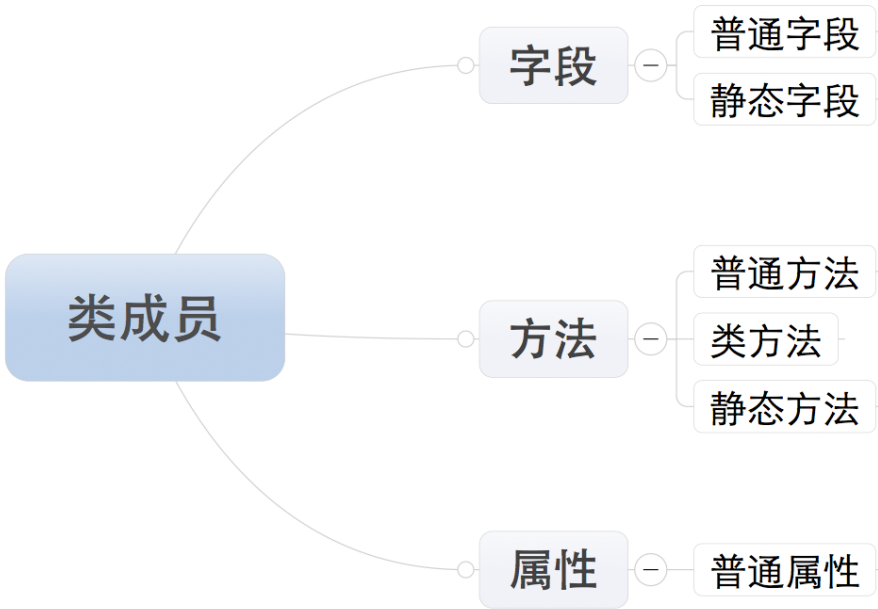 类成员
字段
普通字段
静态字段
方法
普通方法
类方法
静态方法
属性
普通属性